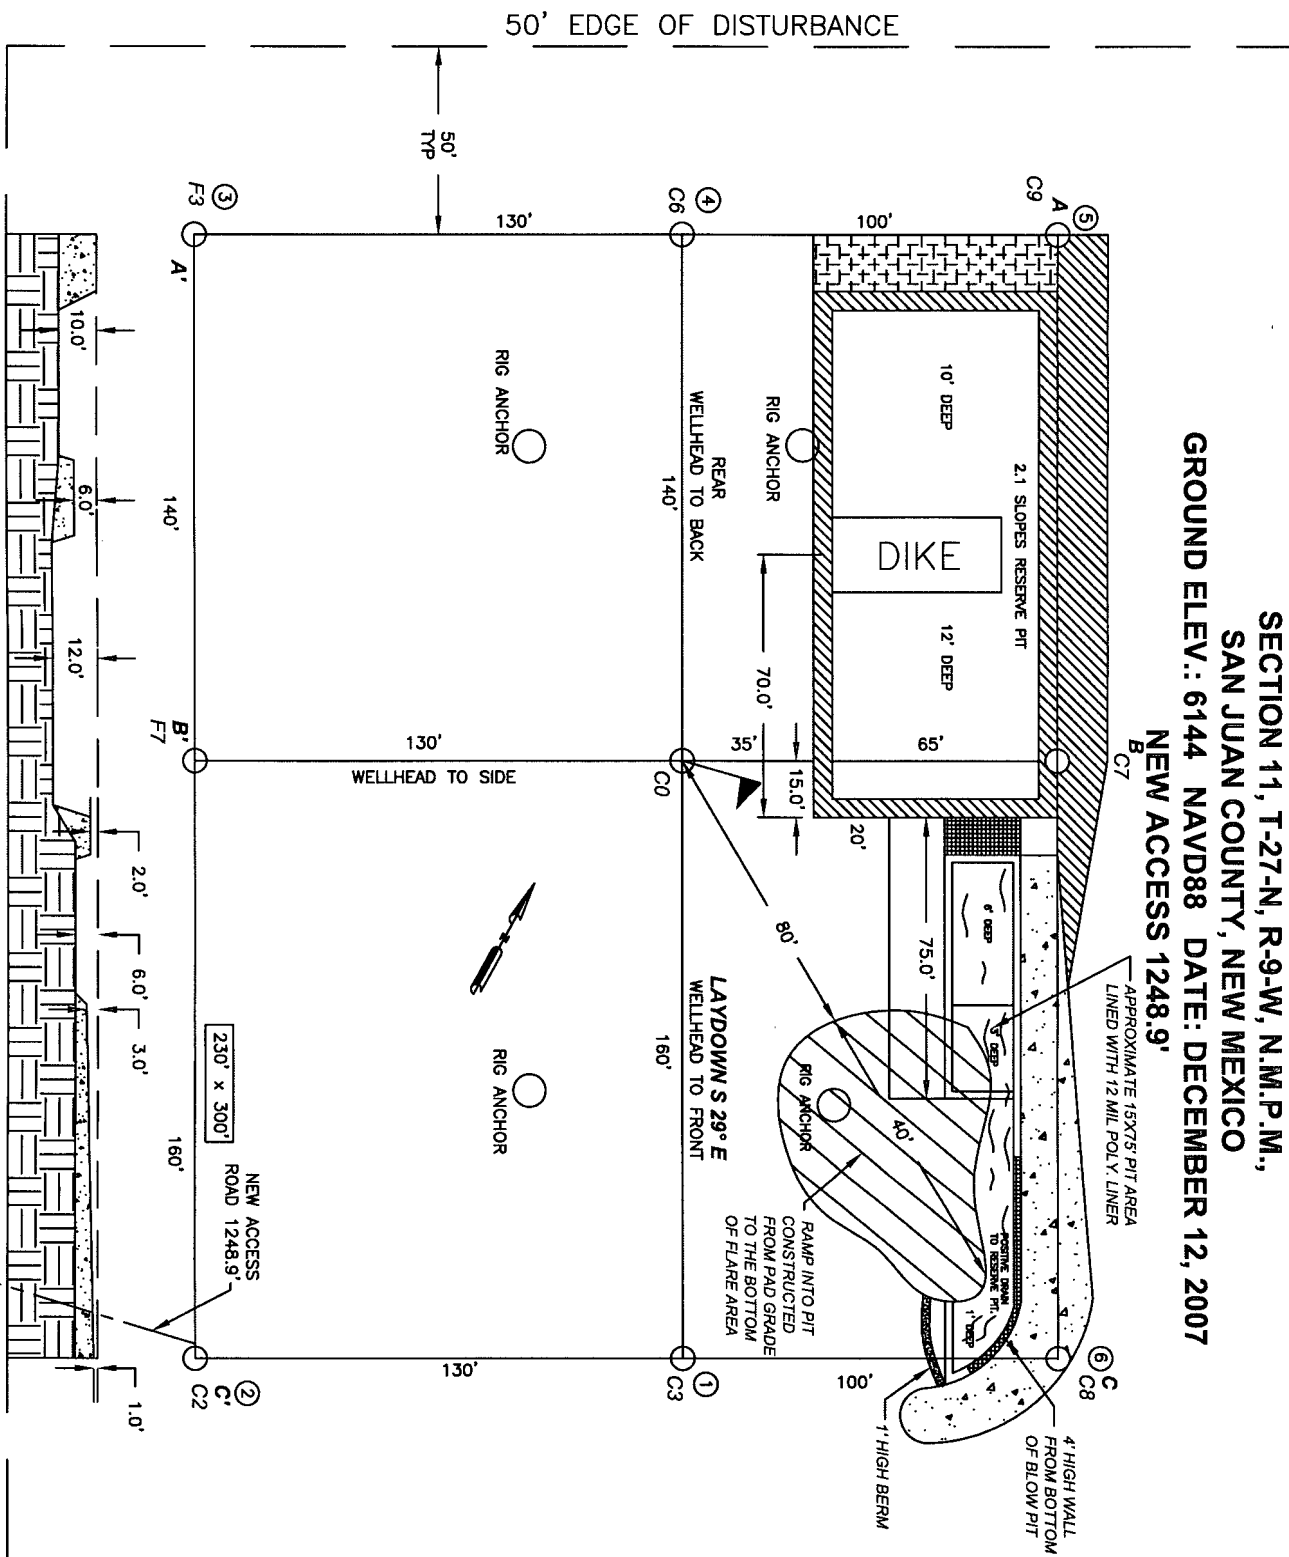 SECTION 11, T-27-N, R-9-W, N.M.P.M.,
SAN JUAN COUNTY, NEW MEXICO
GROUND ELEV.: 6144 NAVD88 DATE: DECEMBER 12, 2007
NEW ACCESS 1248.9'
50' EDGE OF DISTURBANCE
50'
TYP
5
A
C9
100'
4
C6
130'
3
F3
A'
2.1 SLOPES RESERVE PIT
10' DEEP
DIKE
12' DEEP
C7
B
65'
35'
15.0'
70.0'
20'
75.0'
80'
40'
6' DEEP
3' DEEP
APPROXIMATE 15'X75' PIT AREA
LINED WITH 12 MIL POLY. LINER
POSITIVE DRAIN
TO RESERVE PIT.
1' DEEP
6
C
C8
4' HIGH WALL
FROM BOTTOM
OF BLOW PIT
1' HIGH BERM
100'
RIG ANCHOR
RIG ANCHOR
RAMP INTO PIT
CONSTRUCTED
FROM PAD GRADE
TO THE BOTTOM
OF FLARE AREA
REAR
WELLHEAD TO BACK
140'
C0
LAYDOWN S 29° E
WELLHEAD TO FRONT
160'
1
C3
RIG ANCHOR
130'
WELLHEAD TO SIDE
N
RIG ANCHOR
130'
140'
B'
F7
160'
230' x 300'
NEW ACCESS
ROAD 1248.9'
2
C'
C2
10.0'
6.0'
12.0'
2.0'
6.0'
3.0'
1.0'